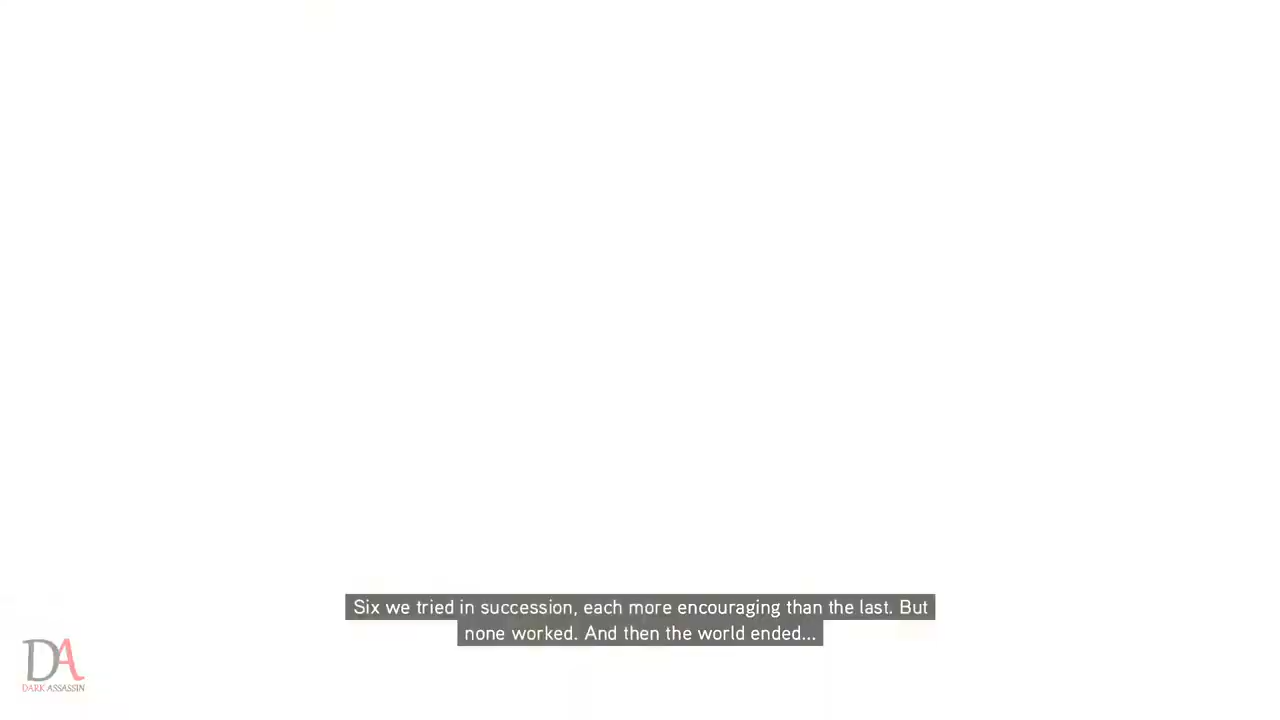 Six we tried in succession, each more encouraging than the last. But
none worked. And then the world ended...
DA
DARK ASSASSIN